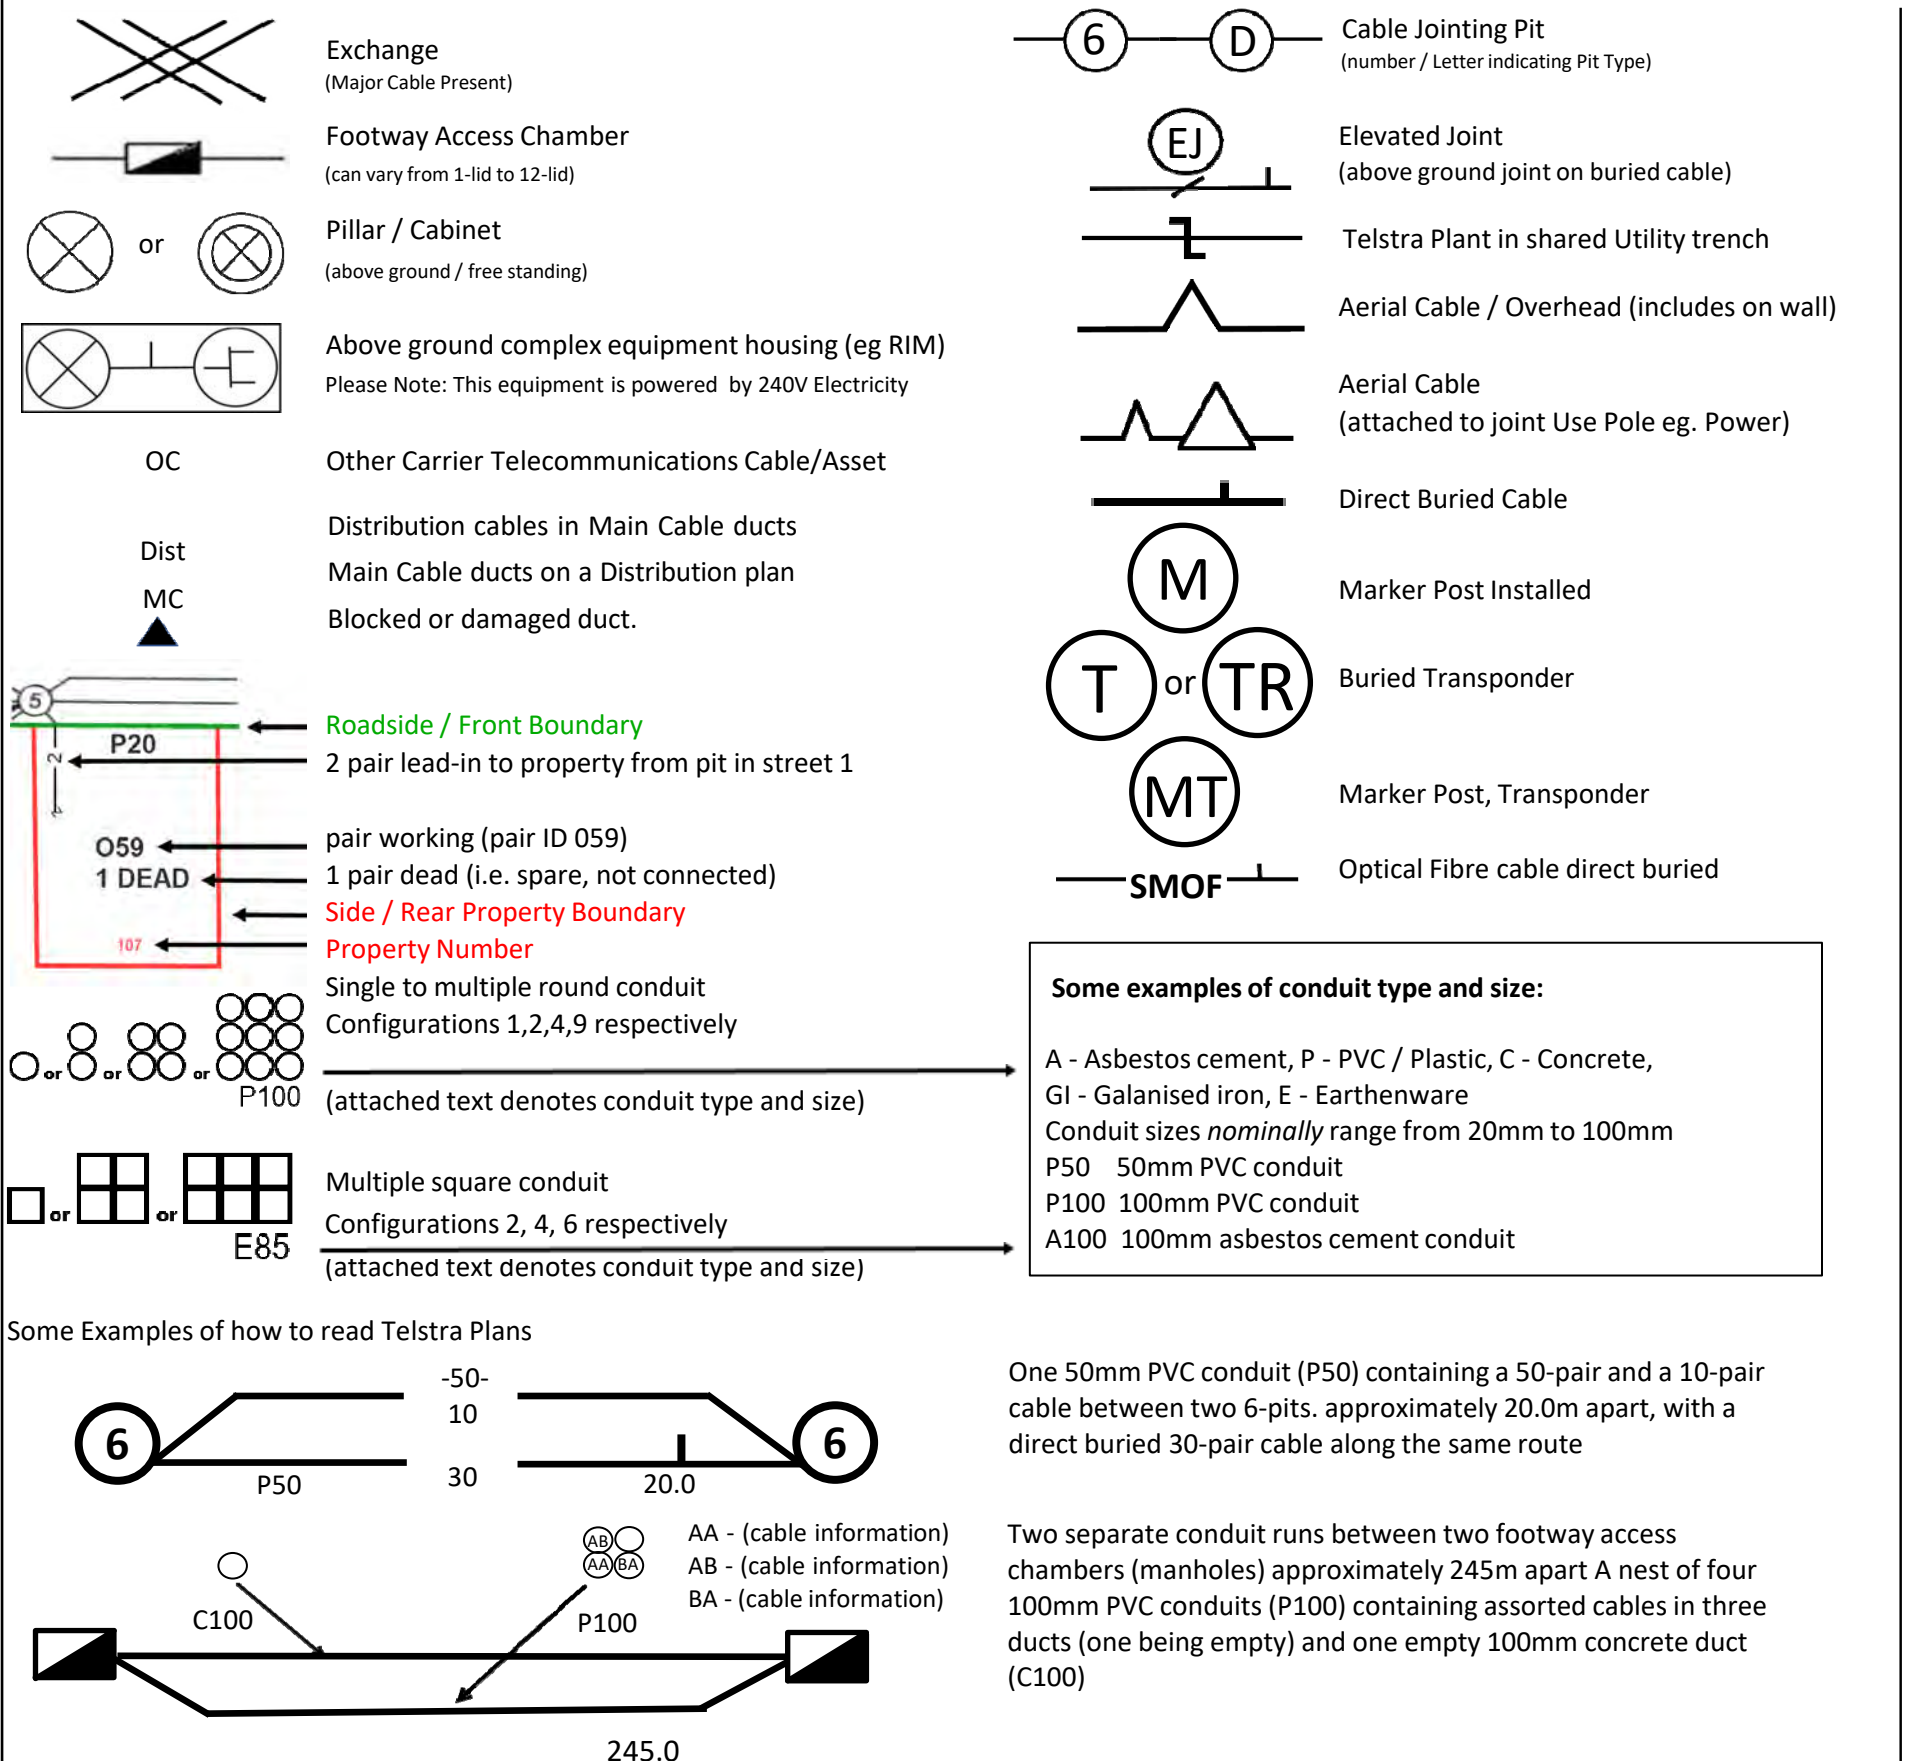 Exchange
(Major Cable Present)
Footway Access Chamber
(can vary from 1-lid to 12-lid)
or
Pillar / Cabinet
(above ground / free standing)
Above ground complex equipment housing (eg RIM)
Please Note: This equipment is powered by 240V Electricity
OC
Other Carrier Telecommunications Cable/Asset
Dist
Distribution cables in Main Cable ducts
MC
Main Cable ducts on a Distribution plan
Blocked or damaged duct.
5
P20
2
O59
1 DEAD
107
Roadside / Front Boundary
2 pair lead-in to property from pit in street 1
pair working (pair ID 059)
1 pair dead (i.e. spare, not connected)
Side / Rear Property Boundary
Property Number
Single to multiple round conduit
Configurations 1,2,4,9 respectively
or or or
P100
(attached text denotes conduit type and size)
or or
E85
Multiple square conduit
Configurations 2, 4, 6 respectively
(attached text denotes conduit type and size)
6 D
Cable Jointing Pit
(number / Letter indicating Pit Type)
EJ
Elevated Joint
(above ground joint on buried cable)
Telstra Plant in shared Utility trench
Aerial Cable / Overhead (includes on wall)
Aerial Cable
(attached to joint Use Pole eg. Power)
Direct Buried Cable
M
Marker Post Installed
T or TR
Buried Transponder
MT
Marker Post, Transponder
SMOF
Optical Fibre cable direct buried
Some examples of conduit type and size:
A - Asbestos cement, P - PVC / Plastic, C - Concrete,
GI - Galanised iron, E - Earthenware
Conduit sizes nominally range from 20mm to 100mm
P50 50mm PVC conduit
P100 100mm PVC conduit
A100 100mm asbestos cement conduit
Some Examples of how to read Telstra Plans
-50-
10
6 6
P50 30 20.0
One 50mm PVC conduit (P50) containing a 50-pair and a 10-pair
cable between two 6-pits. approximately 20.0m apart, with a
direct buried 30-pair cable along the same route
AB
AA BA
C100
P100
AA - (cable information)
AB - (cable information)
BA - (cable information)
245.0
Two separate conduit runs between two footway access
chambers (manholes) approximately 245m apart A nest of four
100mm PVC conduits (P100) containing assorted cables in three
ducts (one being empty) and one empty 100mm concrete duct
(C100)